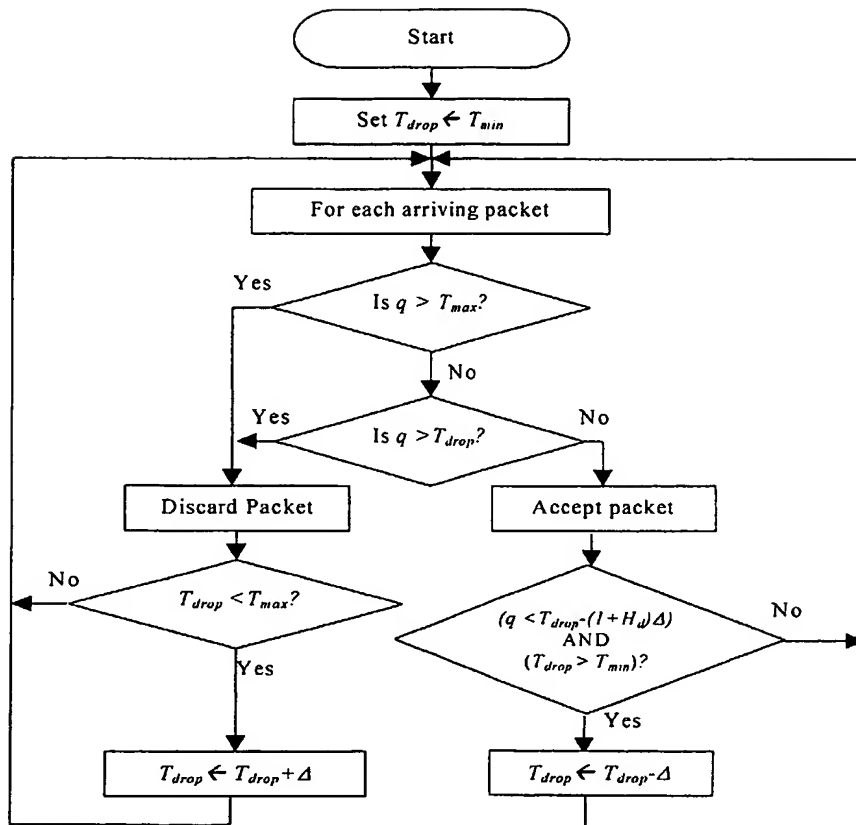 Start
Set T_drop ← T_min
For each arriving packet
Yes
Is q > T_max?
No
Yes
No
Is q > T_drop?
Discard Packet
Accept packet
No
T_drop < T_max?
(q < T_drop-(1+H_d)Δ)
AND
(T_drop > T_min)?
No
Yes
Yes
T_drop ← T_drop+Δ
T_drop ← T_drop-Δ